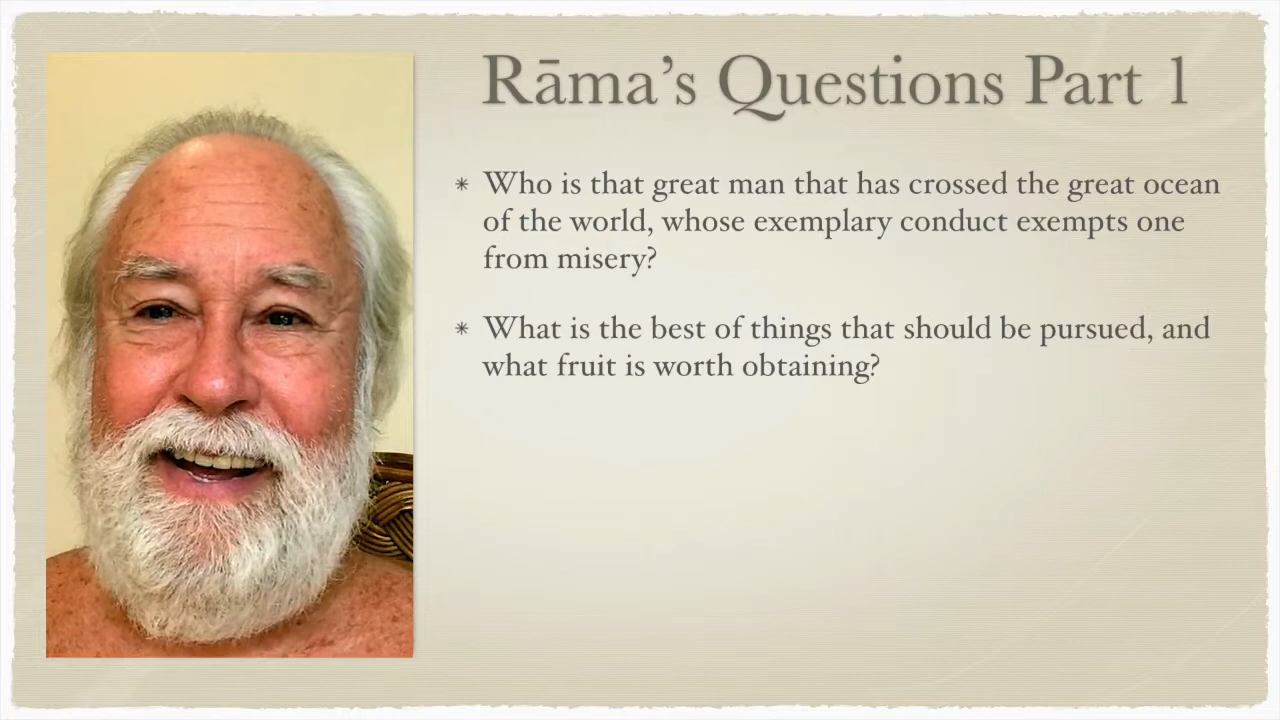 Rāma’s Questions Part 1
* Who is that great man that has crossed the great ocean
of the world, whose exemplary conduct exempts one
from misery?
* What is the best of things that should be pursued, and
what fruit is worth obtaining?